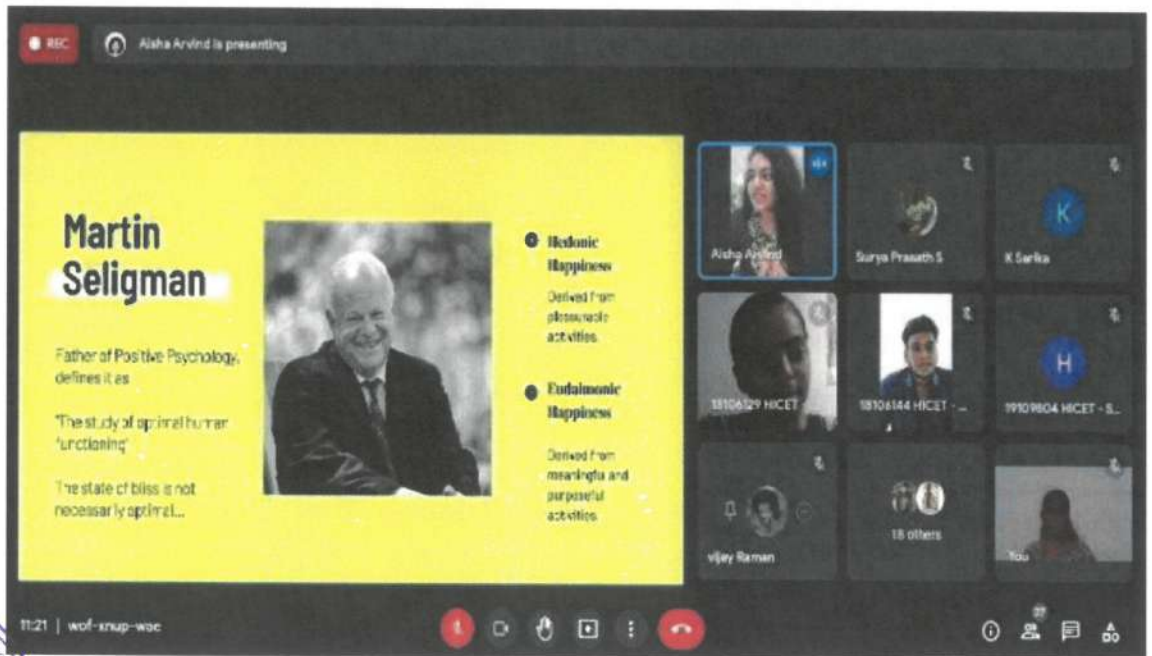 REC
Aisha Arvind is presenting
Martin
Seligman
Father of Positive Psychology,
defines it as
"The study of optimal human
functioning"
The state of bliss is not
necessarily optimal...
Hedonic
Happiness
Derived from
pleasurable
activities.
Eudaimonic
Happiness
Derived from
meaningful and
purposeful
activities.
Aisha Arvind
Surya Prasath S
K
K Sarika
18106129 HICET
18106144 HICET - ...
H
19109804 HICET - S...
vijay Raman
18 others
You
11:21 | wof-xnup-wac
27